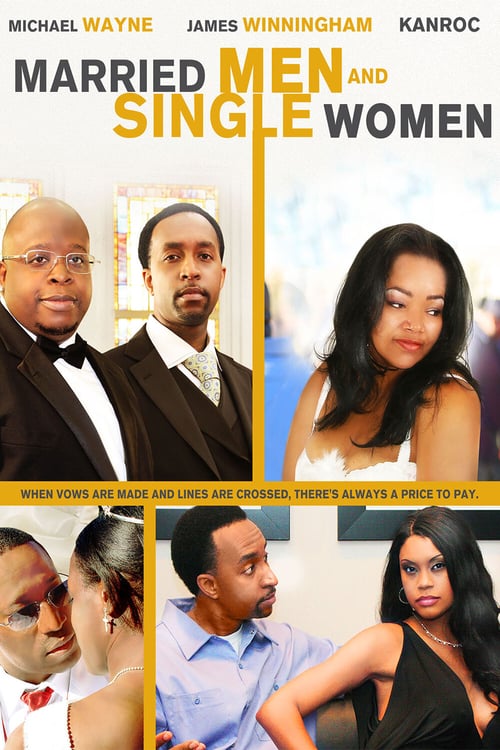 MICHAEL WAYNE JAMES WINNINGHAM KANROC
MARRIED MEN AND
SINGLE WOMEN
WHEN VOWS ARE MADE AND LINES ARE CROSSED, THERE'S ALWAYS A PRICE TO PAY.